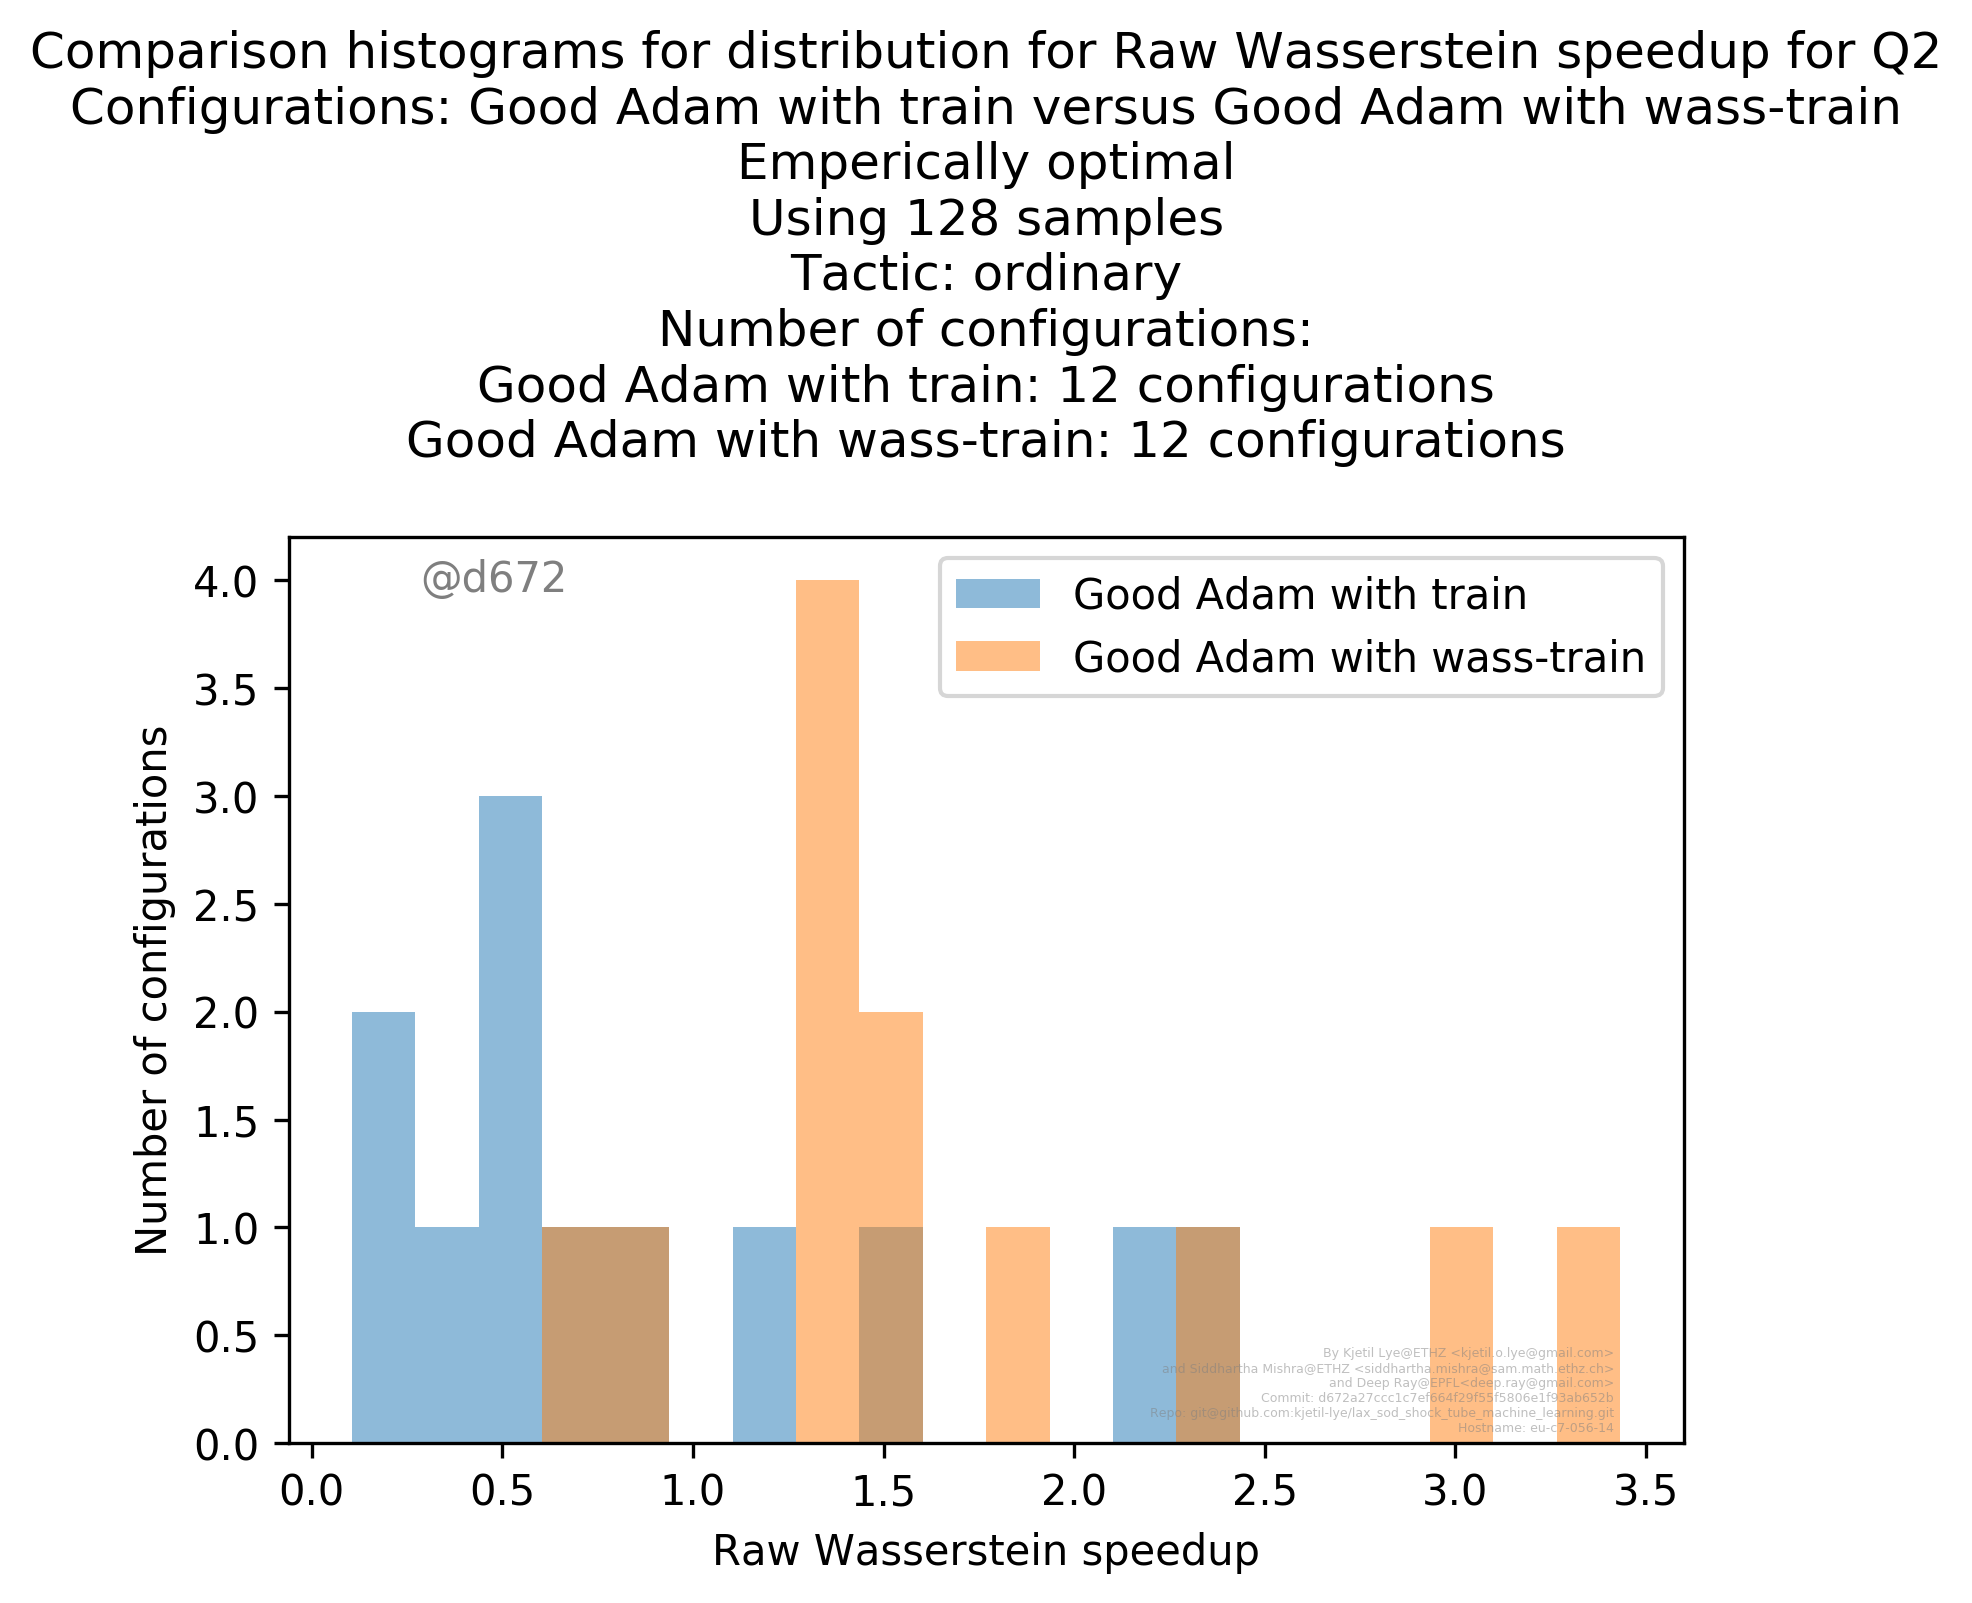 Comparison histograms for distribution for Raw Wasserstein speedup for Q2
Configurations: Good Adam with train versus Good Adam with wass-train
Emperically optimal
Using 128 samples
Tactic: ordinary
Number of configurations:
Good Adam with train: 12 configurations
Good Adam with wass-train: 12 configurations
@d672
Good Adam with train
Good Adam with wass-train
4.0
3.5
3.0
2.5
2.0
1.5
1.0
0.5
0.0
Number of configurations
By Kjetil Lye@ETHZ <kjetil.o.lye@gmail.com>
and Siddhartha Mishra@ETHZ <siddhartha.mishra@sam.math.ethz.ch>
and Deep Ray@EPFL<deep.ray@gmail.com>
Commit: d672a27ccc1c7ef664f29f55f5806e1f93ab652b
Repo: git@github.com:kjetil-lye/lax_sod_shock_tube_machine_learning.git
Hostname: eu-c7-056-14
0.0 0.5 1.0 1.5 2.0 2.5 3.0 3.5
Raw Wasserstein speedup